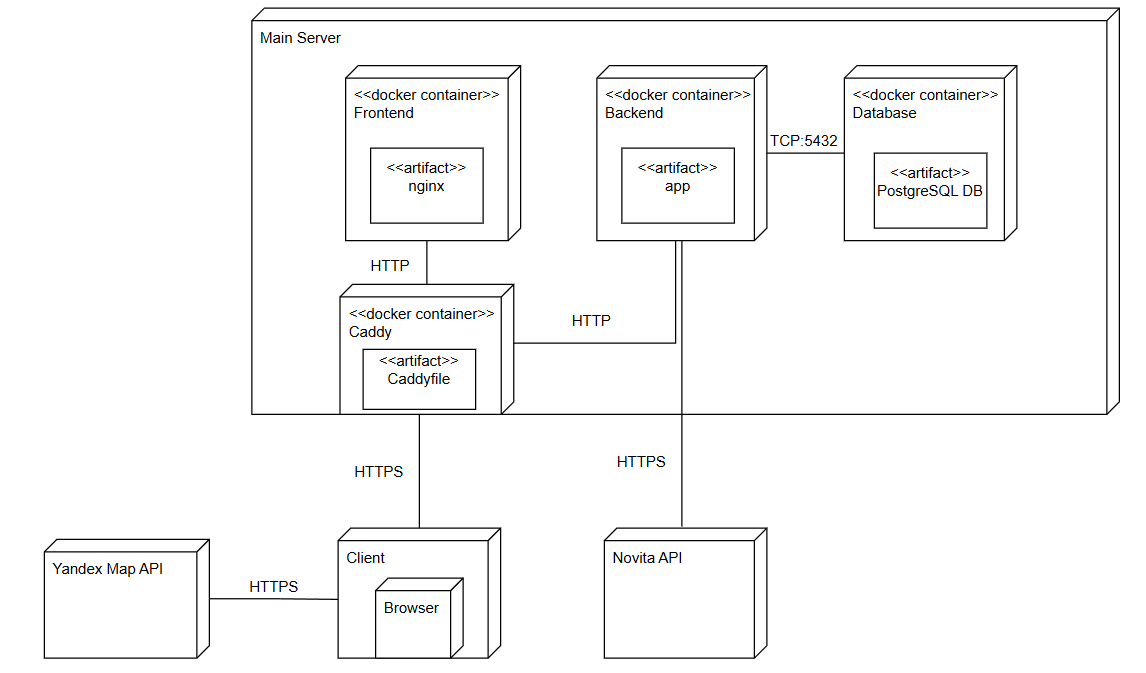 Main Server
<<docker container>>
Frontend
<<artifact>>
nginx
<<docker container>>
Backend
<<artifact>>
app
TCP:5432
<<docker container>>
Database
<<artifact>>
PostgreSQL DB
HTTP
<<docker container>>
Caddy
<<artifact>>
Caddyfile
HTTP
HTTPS
HTTPS
Yandex Map API
HTTPS
Client
Browser
Novita API